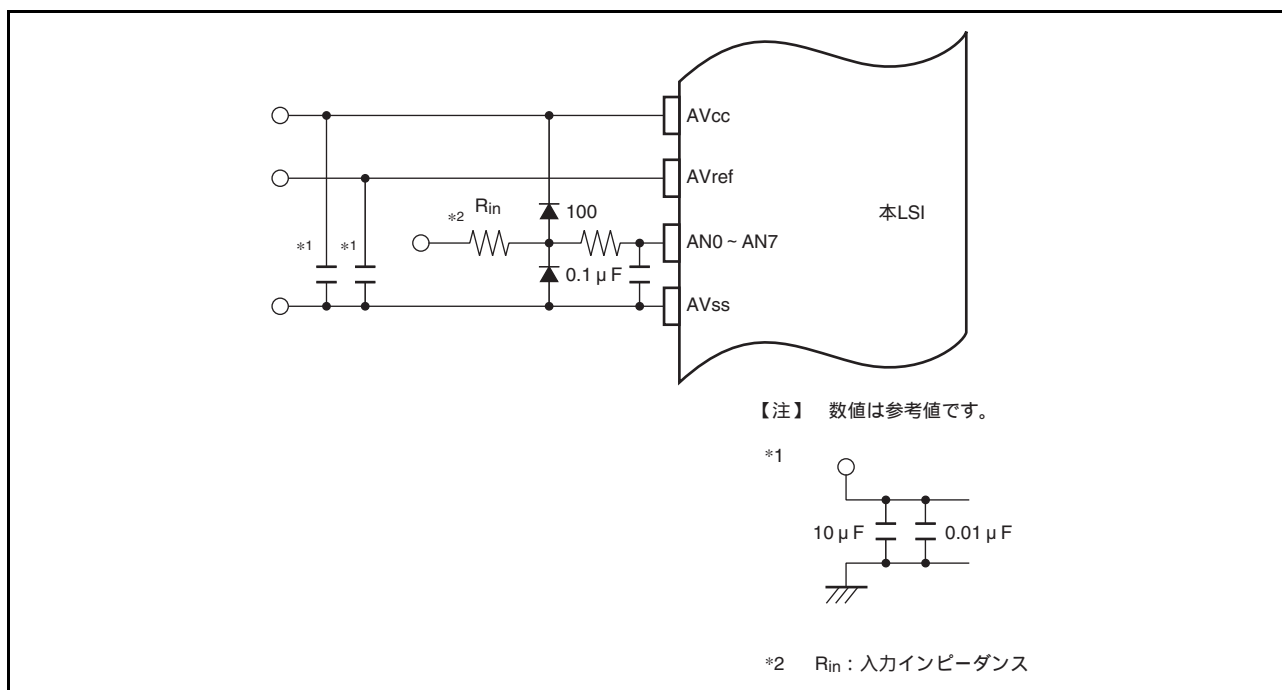 AVcc
AVref
*2 Rin
100
*1 *1
AN0 ~ AN7
本LSI
0.1 μF
AVss
【注】 数値は参考値です。
*1
10 μF
0.01 μF
*2 Rin：入力インピーダンス